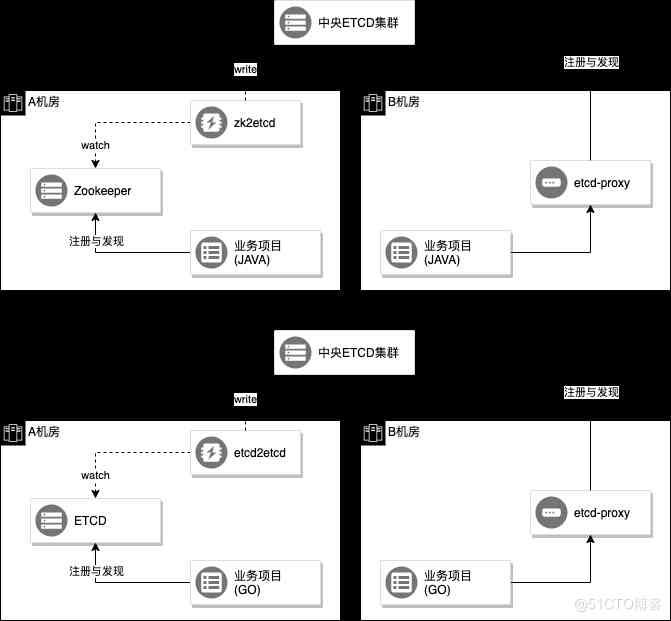 中央ETCD集群
write
注册与发现
A机房
B机房
zk2etcd
watch
Zookeeper
etcd-proxy
注册与发现
业务项目
(JAVA)
业务项目
(JAVA)
中央ETCD集群
write
注册与发现
A机房
B机房
etcd2etcd
watch
ETCD
etcd-proxy
注册与发现
业务项目
(GO)
业务项目
(GO)
@51CTO博客